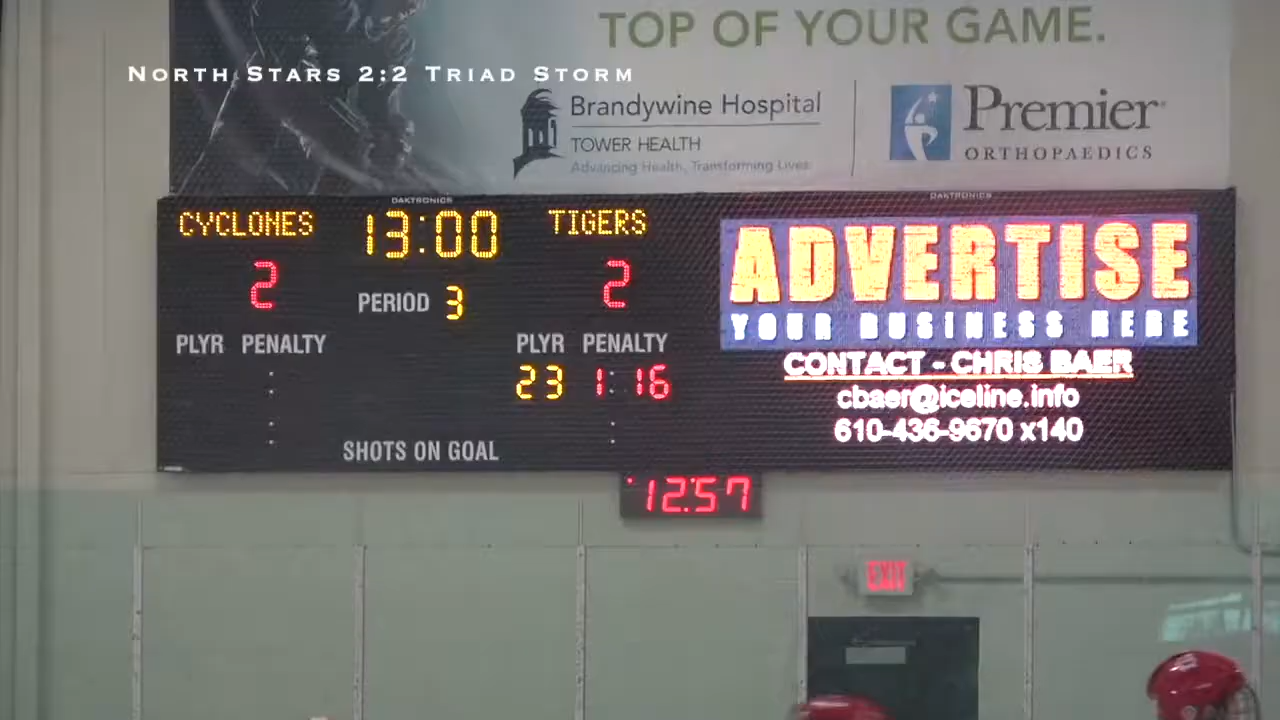 TOP OF YOUR GAME.
North Stars 2:2 Triad Storm
Brandywine Hospital
TOWER HEALTH
Advancing Health, Transforming Lives.
Premier
ORTHOPAEDICS
DAKTRONICS
DAKTRONICS
CYCLONES 13:00 TIGERS
2 PERIOD 3 2
PLYR PENALTY PLYR PENALTY
23 1:16
SHOTS ON GOAL
ADVERTISE
YOUR BUSINESS HERE
CONTACT - CHRIS BAER
cbaer@iceline.info
610-436-9670 x140
12:57
EXIT